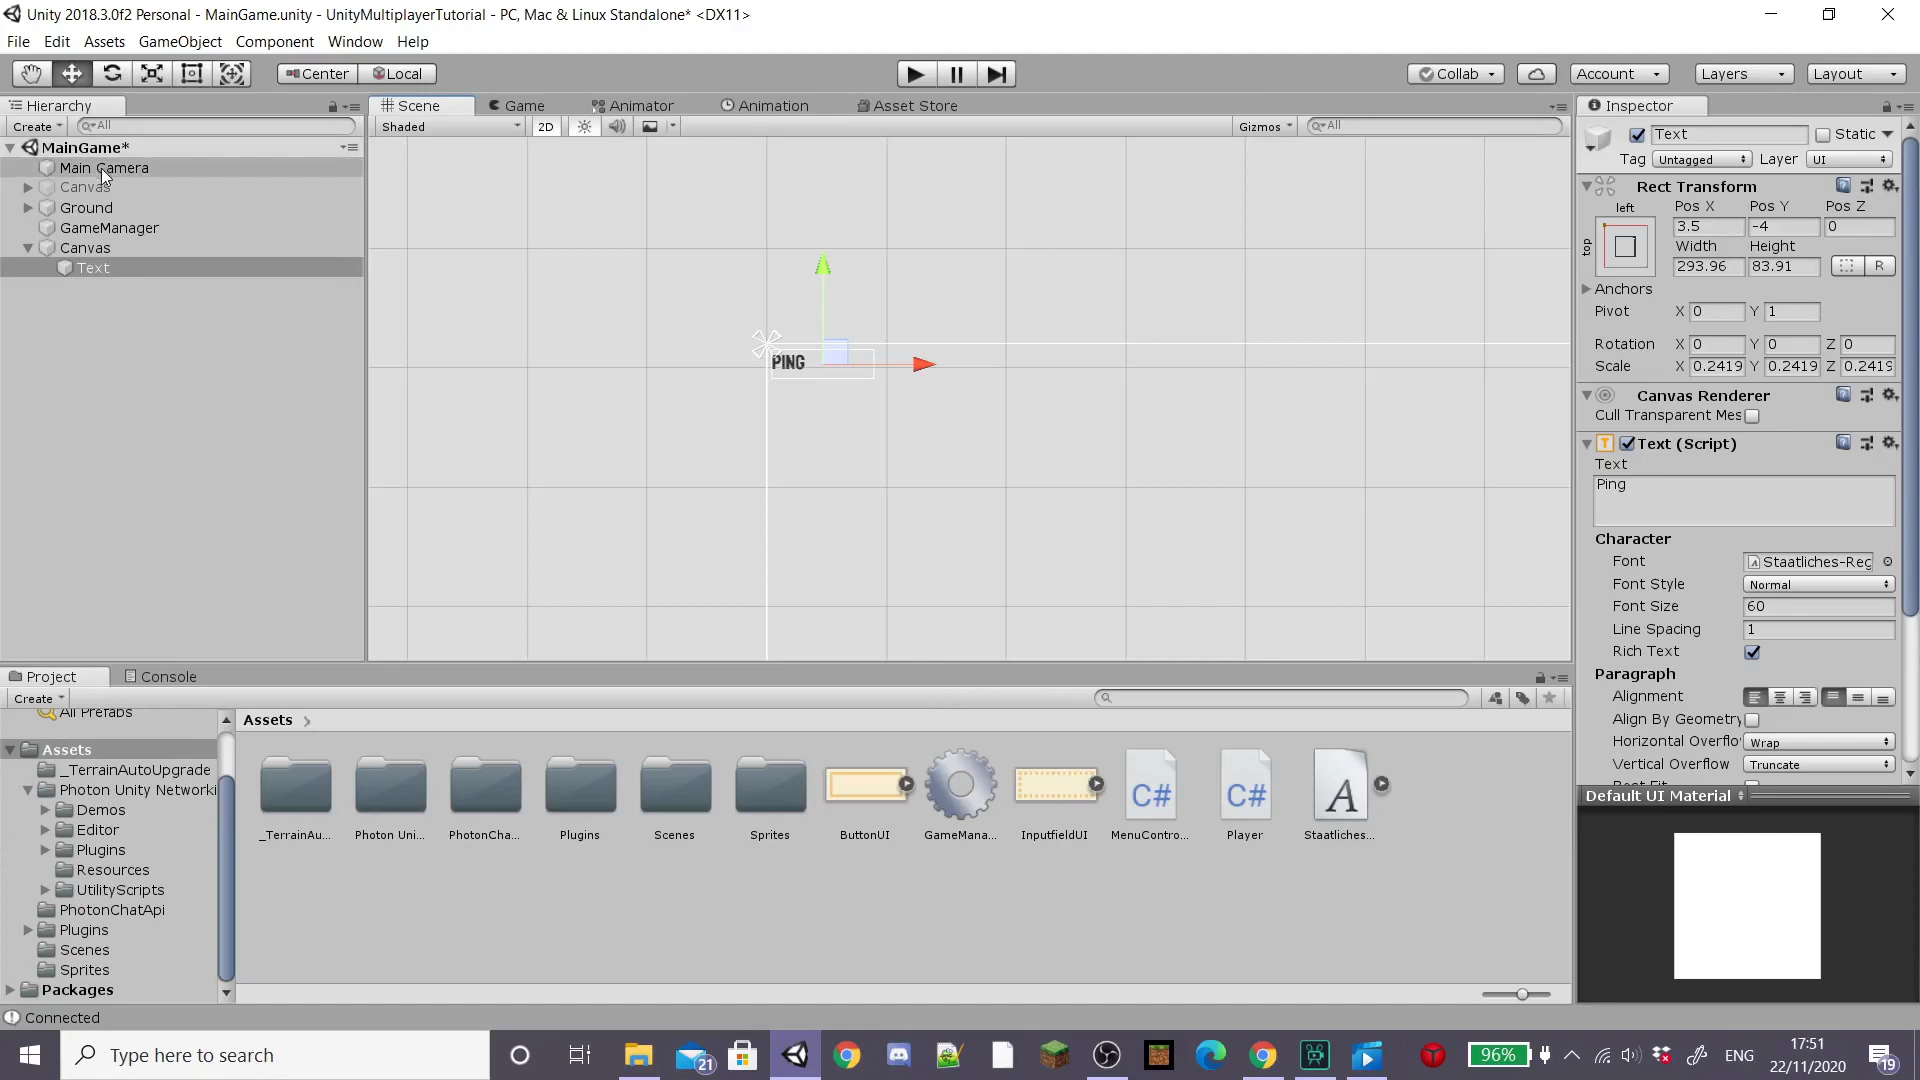 Unity 2018.3.0f2 Personal - MainGame.unity - UnityMultiplayerTutorial - PC, Mac & Linux Standalone* <DX11>
File Edit Assets GameObject Component Window Help
Center Local Collab Account Layers Layout
Hierarchy
Create All
MainGame*
Main Camera
Canvas
Ground
GameManager
Canvas
Text
Scene Game Animator Animation Asset Store
Shaded 2D Gizmos All
PING
Inspector
Text Static
Tag Untagged Layer UI
Rect Transform
left Pos X Pos Y Pos Z
top 3.5 -4 0
Width Height
293.96 83.91 R
Anchors
Pivot X 0 Y 1
Rotation X 0 Y 0 Z 0
Scale X 0.2419 Y 0.2419 Z 0.2419
Canvas Renderer
Cull Transparent Mes
T Text (Script)
Text
Ping
Character
Font Staatliches-Reg
Font Style Normal
Font Size 60
Line Spacing 1
Rich Text
Paragraph
Alignment
Align By Geometry
Horizontal Overflo Wrap
Vertical Overflow Truncate
Default UI Material
Project Console
Create
All Prefabs
Assets
_TerrainAutoUpgrade
Photon Unity Networki
Demos
Editor
Plugins
Resources
UtilityScripts
PhotonChatApi
Plugins
Scenes
Sprites
Packages
Assets
C# C# A
_TerrainAu... Photon Uni... PhotonCha... Plugins Scenes Sprites ButtonUI GameMana... InputfieldUI MenuContro... Player Staatliches...
Connected
Type here to search
21
96%
ENG
17:51
22/11/2020
19